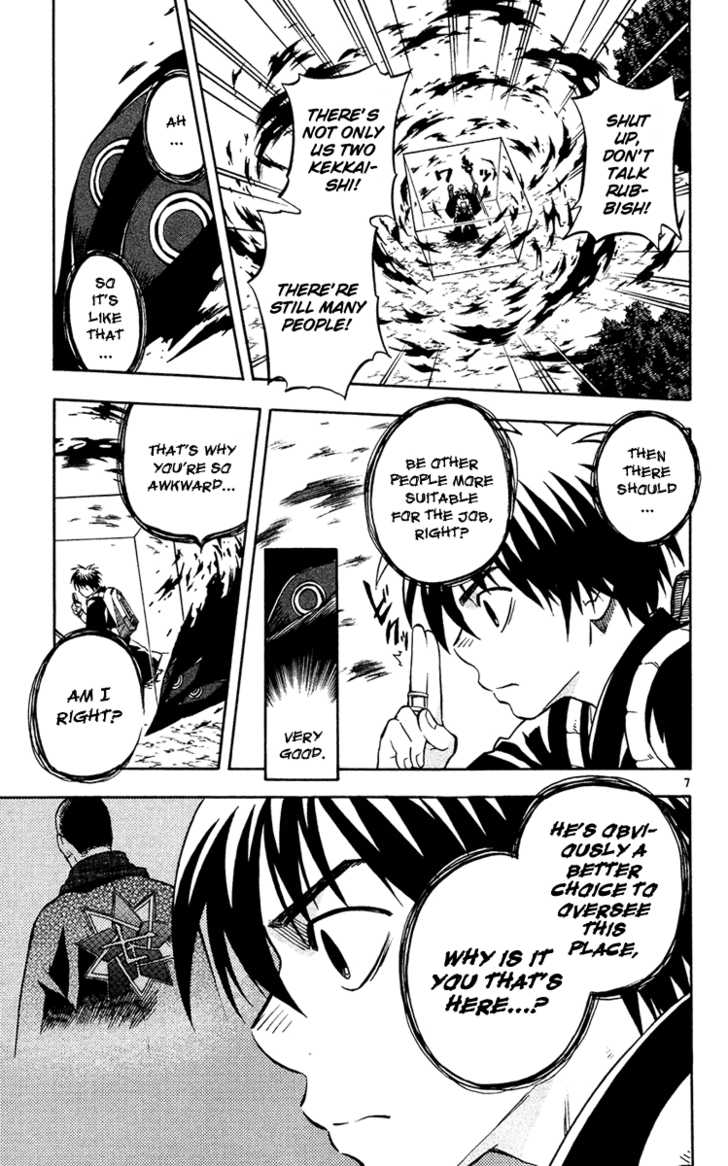 SHUT
UP,
DON'T
TALK
RUB-
BISH!
THERE'S
NOT ONLY
US TWO
KEKKAI-
SHI!
THERE'RE
STILL MANY
PEOPLE!
ワ
ッ
AH
...
SO
IT'S
LIKE
THAT
...
THEN
THERE
SHOULD
...
BE OTHER
PEOPLE MORE
SUITABLE
FOR THE JOB,
RIGHT?
VERY
GOOD.
THAT'S WHY
YOU'RE SO
AWKWARD...
AM I
RIGHT?
7
HE'S OBVI-
OUSLY A
BETTER
CHOICE TO
OVERSEE
THIS
PLACE,
WHY IS IT
YOU THAT'S
HERE....?